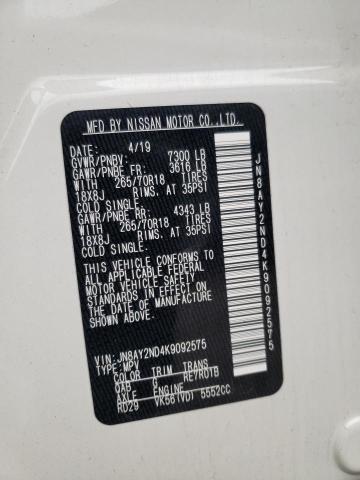 MFD BY NISSAN MOTOR CO.,LTD.
DATE: 4/19
GVWR/PNBV: 7300 LB
GAWR/PNBE FR: 3616 LB
WITH 265/70R18 TIRES
18X8J RIMS. AT 35PSI
COLD SINGLE.
GAWR/PNBE RR: 4343 LB
WITH 265/70R18 TIRES
18X8J RIMS. AT 35PSI
COLD SINGLE.
THIS VEHICLE CONFORMS TO
ALL APPLICABLE FEDERAL
MOTOR VEHICLE SAFETY
STANDARDS IN EFFECT ON
THE DATE OF MANUFACTURE
SHOWN ABOVE.
VIN: JN8AY2ND4K9092575
TYPE: MPV
COLOR TRIM TRANS
QAB G RE7R01B
AXLE ENGINE
RD29 VK56(VD) 5552CC
JN8AY2ND4K9092575